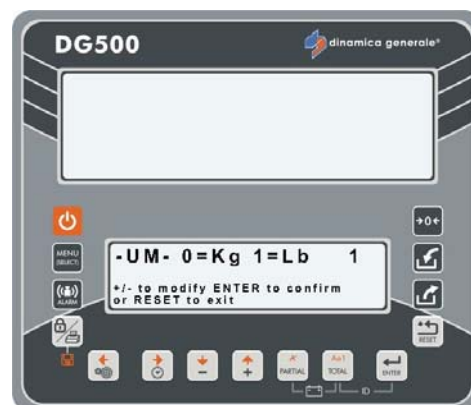 DG500
dinamica generale®
→0←
MENU
(SELECT)
-UM- 0=Kg 1=Lb 1
+/- to modify ENTER to confirm
or RESET to exit
ALARM
RESET
−
+
PARTIAL
TOTAL
ENTER
ID